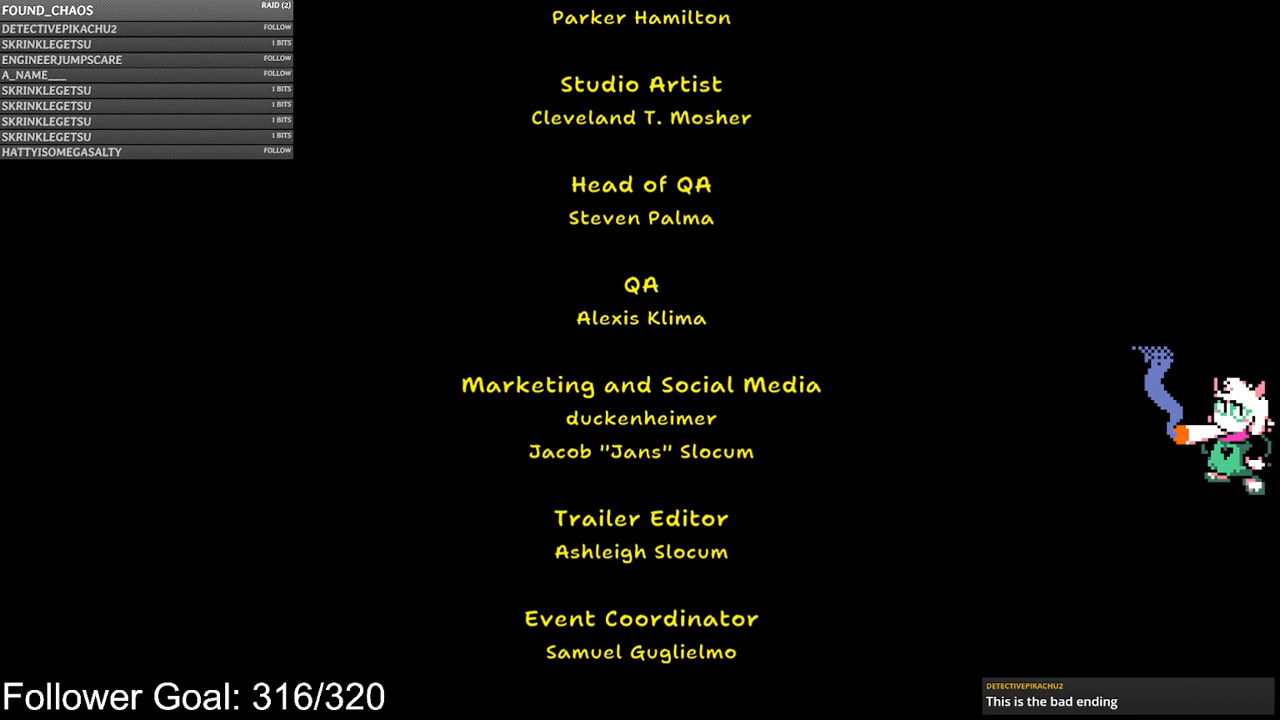 FOUND_CHAOS RAID (2)
DETECTIVEPIKACHU2 FOLLOW
SKRINKLEGETSU 1 BITS
ENGINEERJUMPSCARE FOLLOW
A_NAME___ FOLLOW
SKRINKLEGETSU 1 BITS
SKRINKLEGETSU 1 BITS
SKRINKLEGETSU 1 BITS
SKRINKLEGETSU 1 BITS
HATTYISOMEGASALTY FOLLOW
Parker Hamilton
Studio Artist
Cleveland T. Mosher
Head of QA
Steven Palma
QA
Alexis Klima
Marketing and Social Media
duckenheimer
Jacob "Jans" Slocum
Trailer Editor
Ashleigh Slocum
Event Coordinator
Samuel Guglielmo
Follower Goal: 316/320
DETECTIVEPIKACHU2
This is the bad ending